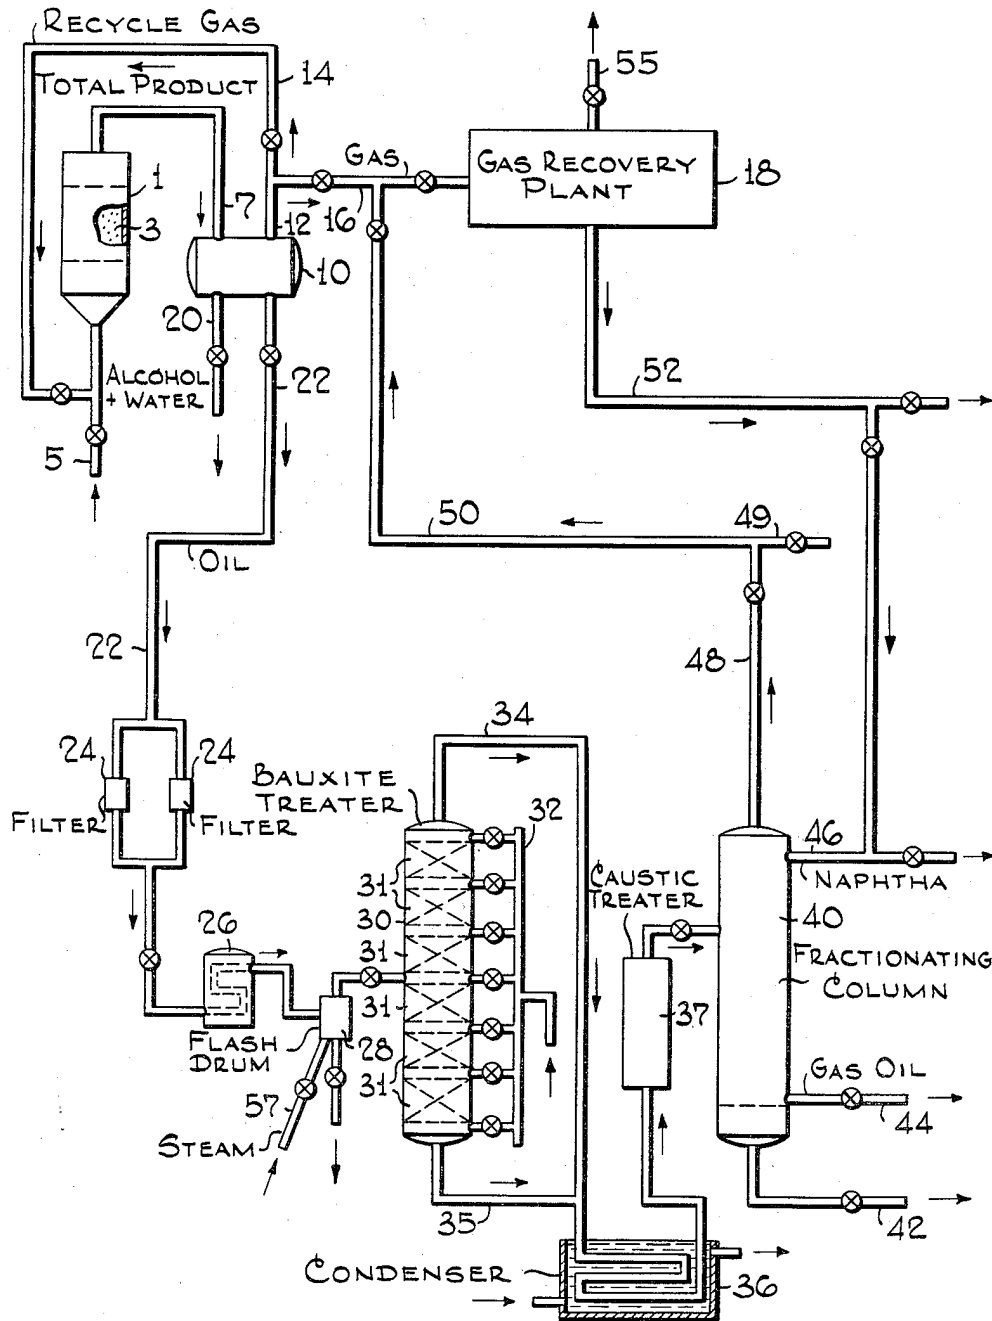 RECYCLE GAS
TOTAL PRODUCT
14
55
1
3
7
12
GAS
16
GAS RECOVERY
PLANT
18
10
20
22
ALCOHOL
+ WATER
5
52
50
49
OIL
22
48
34
24
24
FILTER
FILTER
BAUXITE
TREATER
32
31
30
31
31
31
46
NAPHTHA
CAUSTIC
TREATER
40
FRACTIONATING
COLUMN
26
37
FLASH
DRUM
28
57
STEAM
GAS OIL
44
35
42
CONDENSER
36